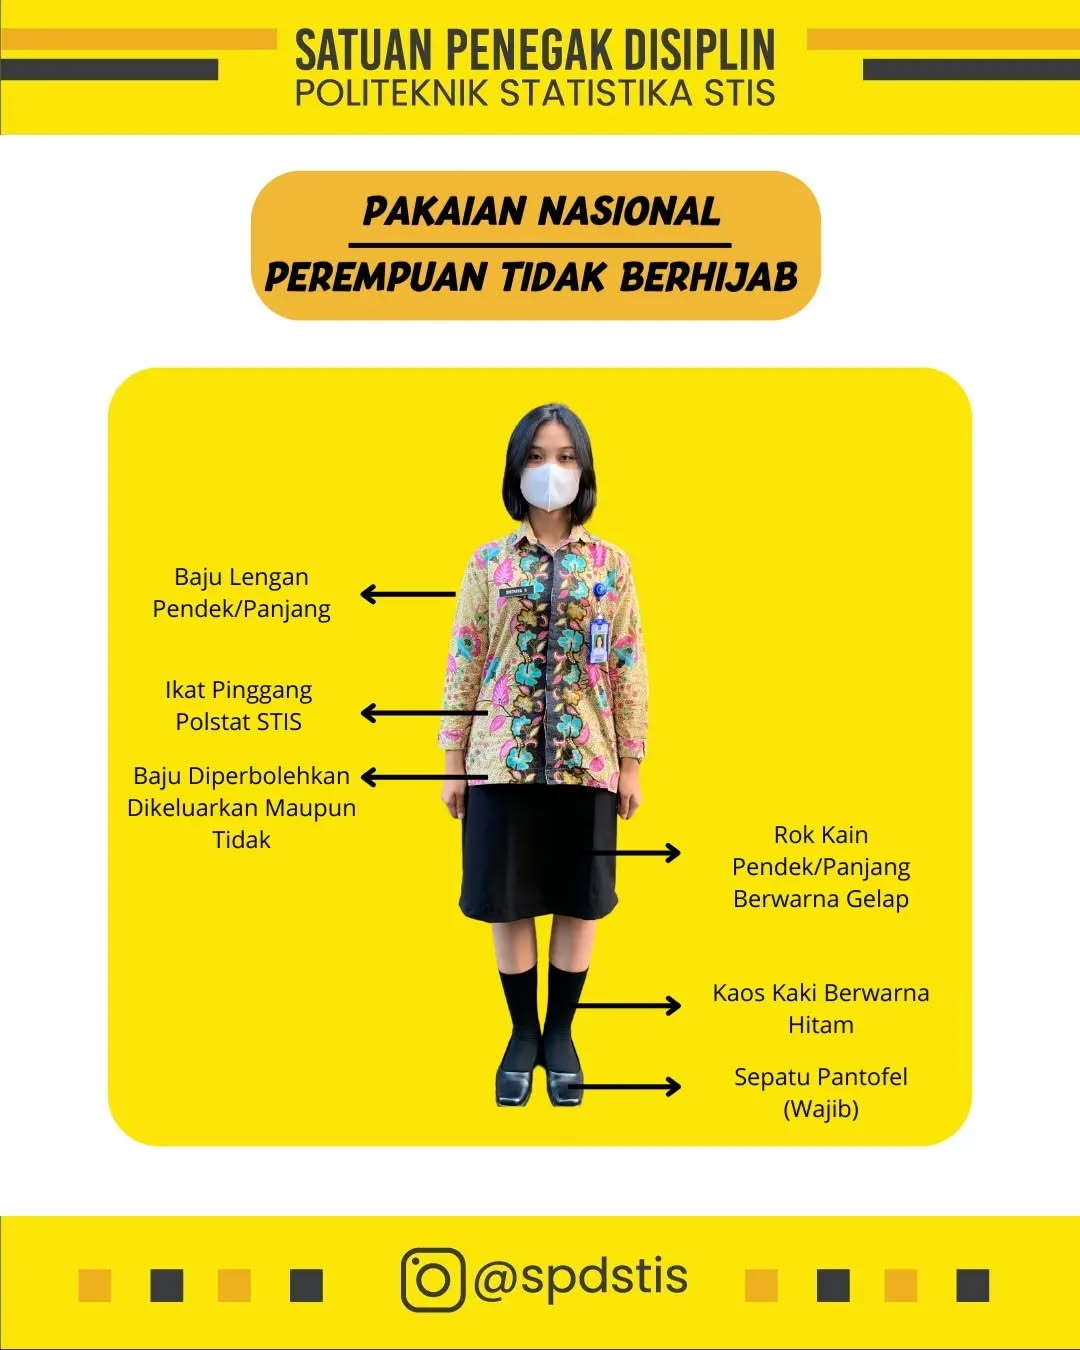 SATUAN PENEGAK DISIPLIN
POLITEKNIK STATISTIKA STIS
PAKAIAN NASIONAL
PEREMPUAN TIDAK BERHIJAB
Baju Lengan
Pendek/Panjang
Ikat Pinggang
Polstat STIS
Baju Diperbolehkan
Dikeluarkan Maupun
Tidak
Rok Kain
Pendek/Panjang
Berwarna Gelap
Kaos Kaki Berwarna
Hitam
Sepatu Pantofel
(Wajib)
@spdstis